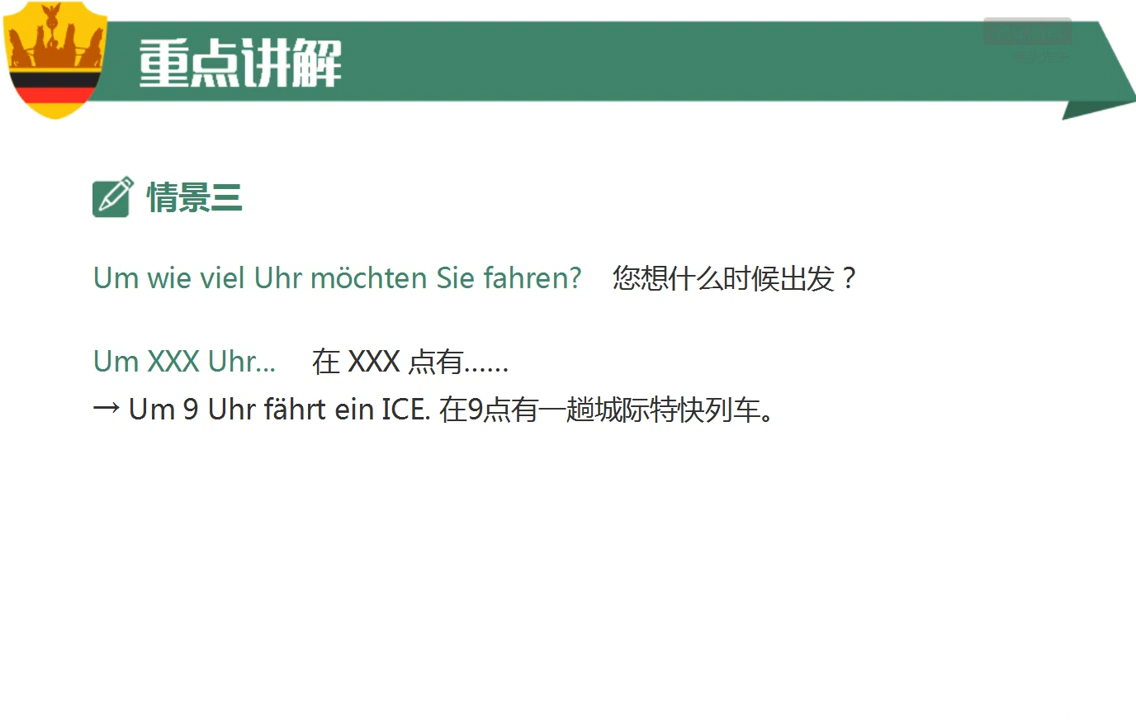 重点讲解
情景三
Um wie viel Uhr möchten Sie fahren? 您想什么时候出发？
Um XXX Uhr... 在 XXX 点有……
→ Um 9 Uhr fährt ein ICE. 在9点有一趟城际特快列车。